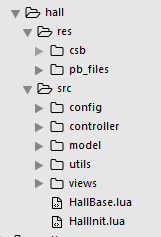 hall
res
csb
pb_files
src
config
controller
model
utils
views
HallBase.lua
HallInit.lua